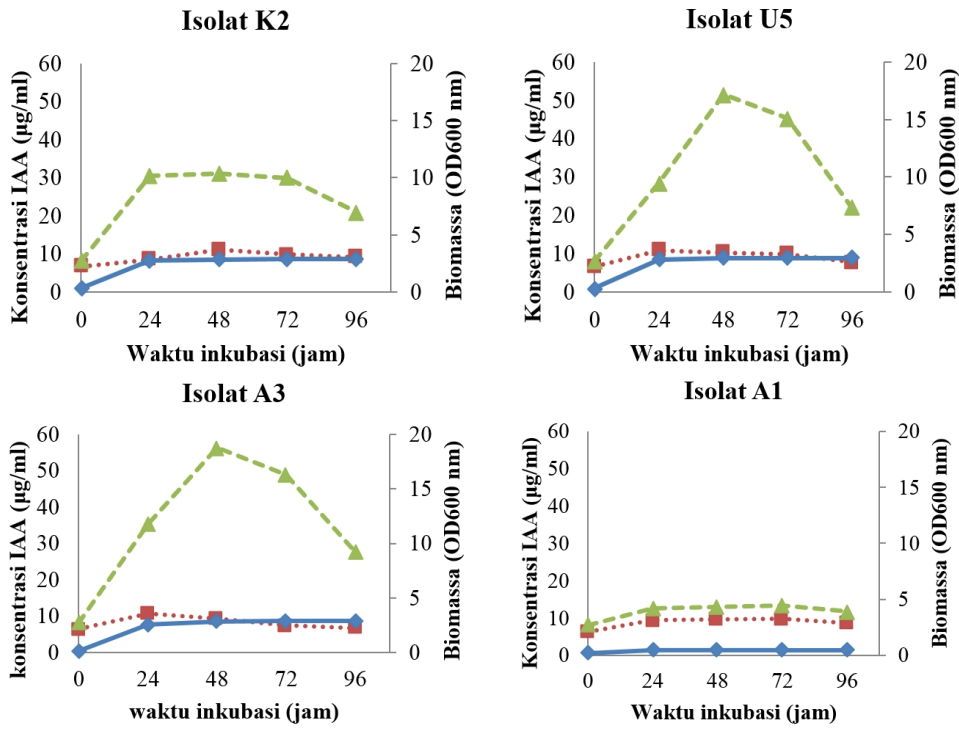 Isolat K2
Konsentrasi IAA (µg/ml)
60
50
40
30
20
10
0
20
15
10
5
0
Biomassa (OD600 nm)
0 24 48 72 96
Waktu inkubasi (jam)
Isolat U5
Konsentrasi IAA (µg/ml)
60
50
40
30
20
10
0
20
15
10
5
0
Biomassa (OD600 nm)
0 24 48 72 96
Waktu inkubasi (jam)
Isolat A3
konsentrasi IAA (µg/ml)
60
50
40
30
20
10
0
20
15
10
5
0
Biomassa (OD600 nm)
0 24 48 72 96
waktu inkubasi (jam)
Isolat A1
Konsentrasi IAA (µg/ml)
60
50
40
30
20
10
0
20
15
10
5
0
Biomassa (OD600 nm)
0 24 48 72 96
Waktu inkubasi (jam)